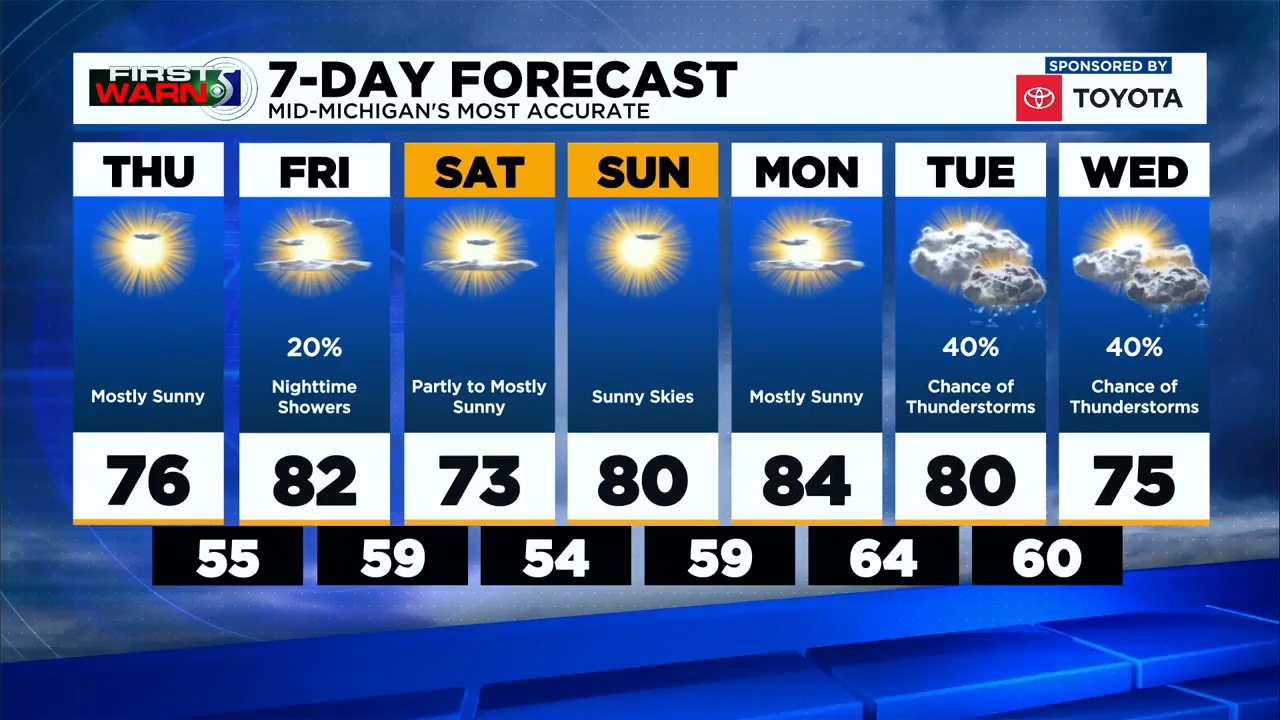 FIRST
WARN 5
7-DAY FORECAST
MID-MICHIGAN'S MOST ACCURATE
SPONSORED BY
TOYOTA
THU FRI SAT SUN MON TUE WED
20% 40% 40%
Mostly Sunny
Nighttime
Showers
Partly to Mostly
Sunny
Sunny Skies
Mostly Sunny
Chance of
Thunderstorms
Chance of
Thunderstorms
76 82 73 80 84 80 75
55 59 54 59 64 60